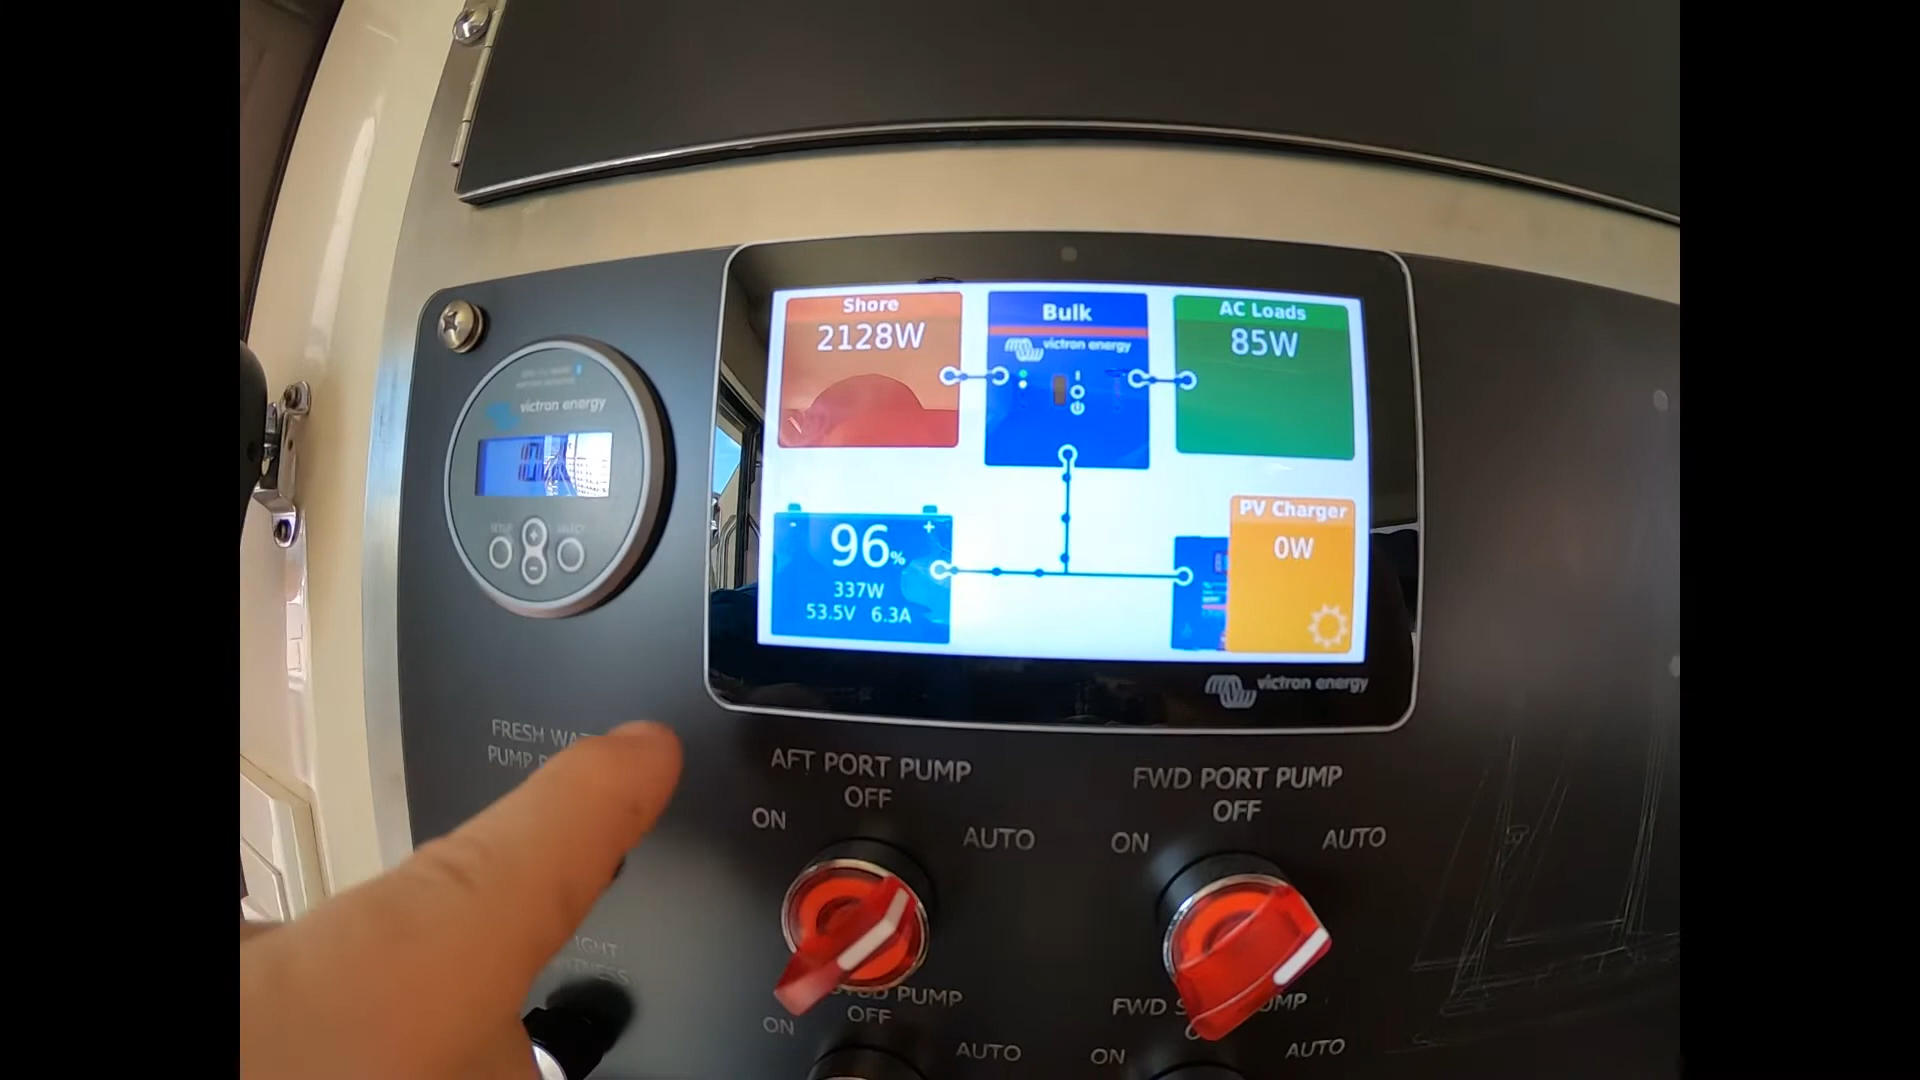 victron energy
SETUP
SELECT
+
-
Shore
2128W
Bulk
victron energy
AC Loads
85W
- +
96%
337W
53.5V 6.3A
PV Charger
0W
victron energy
FRESH
PUMP
AFT PORT PUMP
OFF
ON
AUTO
FWD PORT PUMP
OFF
ON
AUTO
PUMP
OFF
ON
AUTO
FWD
ON
AUTO